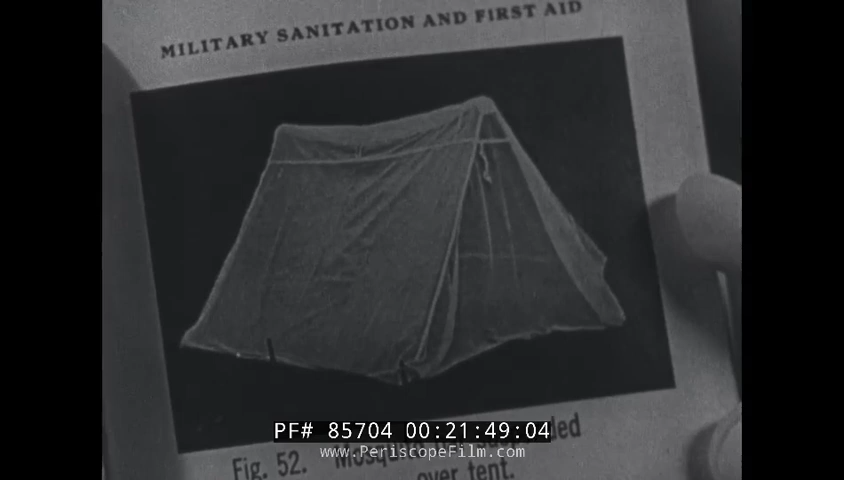 MILITARY SANITATION AND FIRST AID
PF# 85704 00:21:49:04
www.PeriscopeFilm.com
Fig. 52.
over tent.